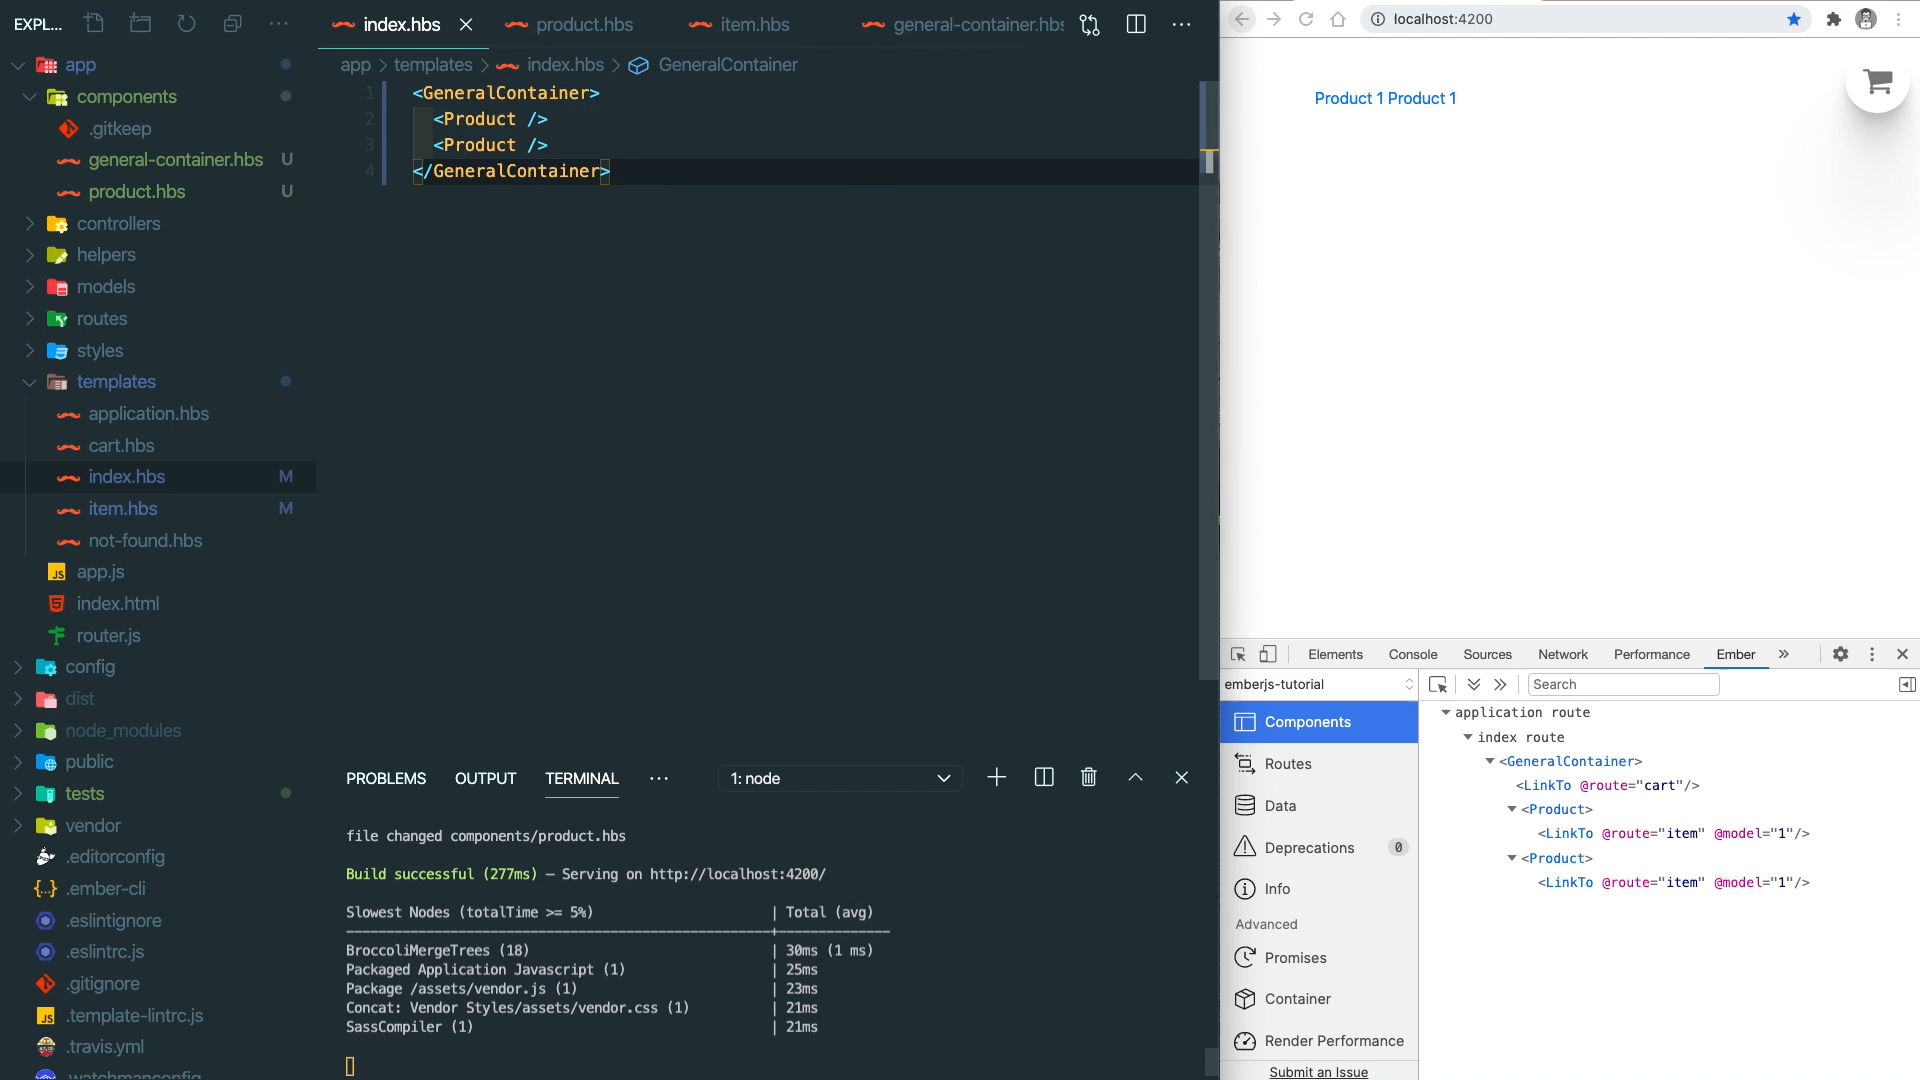 EXPL...
app
components
.gitkeep
general-container.hbs U
product.hbs U
controllers
helpers
models
routes
styles
templates
application.hbs
cart.hbs
index.hbs M
item.hbs M
not-found.hbs
app.js
index.html
router.js
config
dist
node_modules
public
tests
vendor
.editorconfig
.ember-cli
.eslintignore
.eslintrc.js
.gitignore
.template-lintrc.js
.travis.yml
.watchmanconfig
index.hbs product.hbs item.hbs general-container.hbs
app > templates > index.hbs > GeneralContainer
1 <GeneralContainer>
2 <Product />
3 <Product />
4 </GeneralContainer>
PROBLEMS OUTPUT TERMINAL ... 1: node
file changed components/product.hbs
Build successful (277ms) – Serving on http://localhost:4200/
Slowest Nodes (totalTime >= 5%) | Total (avg)
BroccoliMergeTrees (18) | 30ms (1 ms)
Packaged Application Javascript (1) | 25ms
Package /assets/vendor.js (1) | 23ms
Concat: Vendor Styles/assets/vendor.css (1) | 21ms
SassCompiler (1) | 21ms
localhost:4200
Product 1 Product 1
Elements Console Sources Network Performance Ember »
emberjs-tutorial
Search
Components
Routes
Data
Deprecations 0
Info
Advanced
Promises
Container
Render Performance
Submit an Issue
application route
index route
<GeneralContainer>
<LinkTo @route="cart"/>
<Product>
<LinkTo @route="item" @model="1"/>
<Product>
<LinkTo @route="item" @model="1"/>